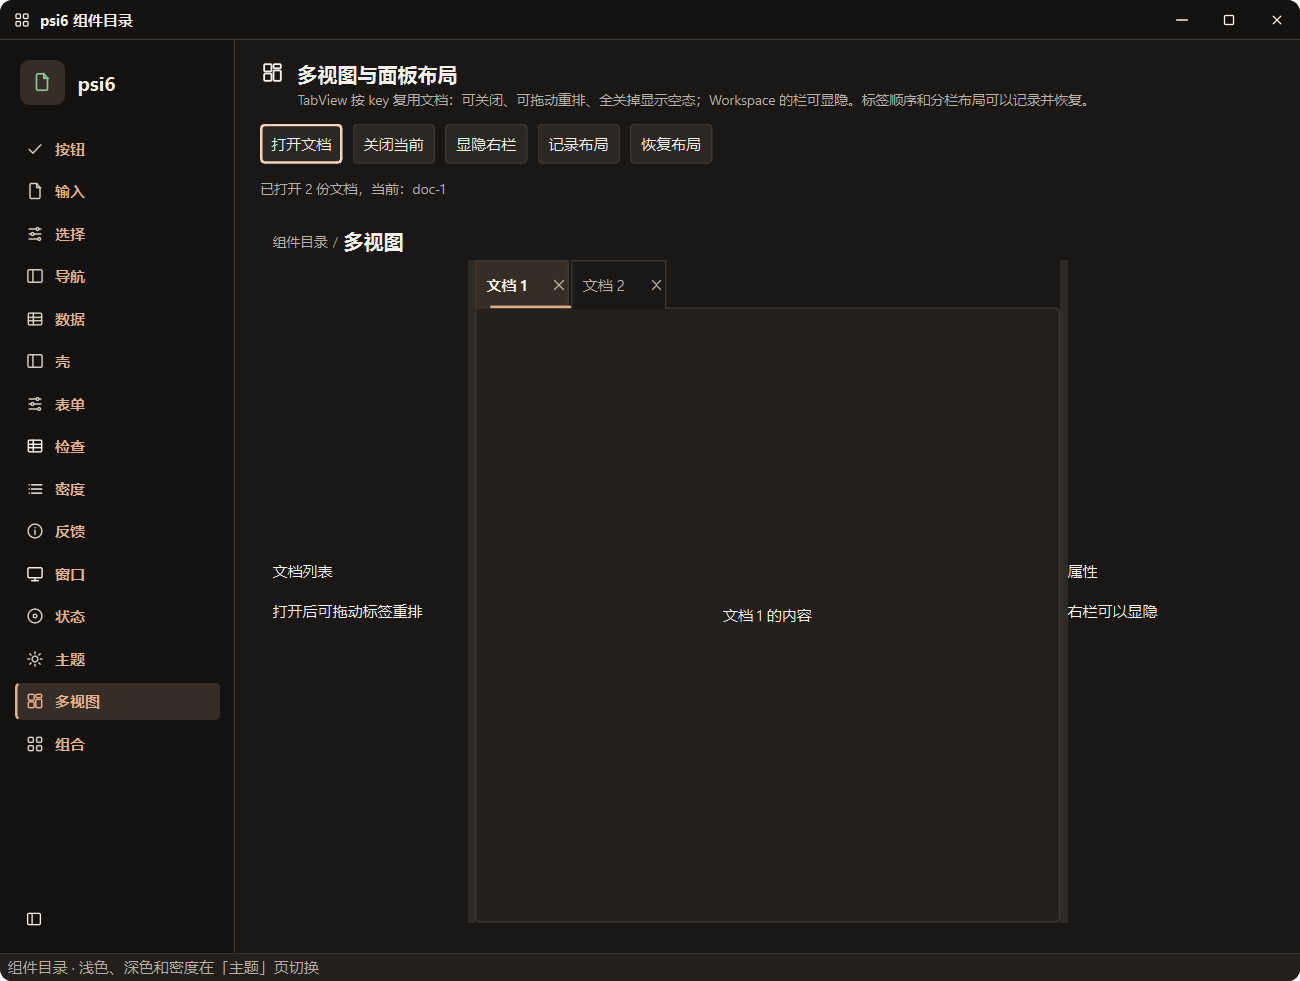 psi6 组件目录
psi6
按钮
输入
选择
导航
数据
壳
表单
检查
密度
反馈
窗口
状态
主题
多视图
组合
多视图与面板布局
TabView 按 key 复用文档：可关闭、可拖动重排、全关掉显示空态；Workspace 的栏可显隐。标签顺序和分栏布局可以记录并恢复。
打开文档 关闭当前 显隐右栏 记录布局 恢复布局
已打开 2 份文档，当前：doc-1
组件目录 / 多视图
文档 1 文档 2
文档列表
打开后可拖动标签重排
文档 1 的内容
属性
右栏可以显隐
组件目录 · 浅色、深色和密度在「主题」页切换